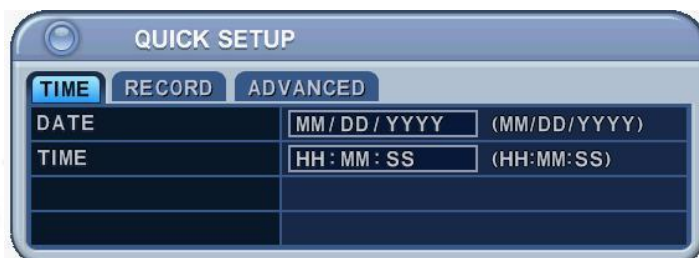 QUICK SETUP
TIME RECORD ADVANCED
DATE MM/DD/YYYY (MM/DD/YYYY)
TIME HH:MM:SS (HH:MM:SS)